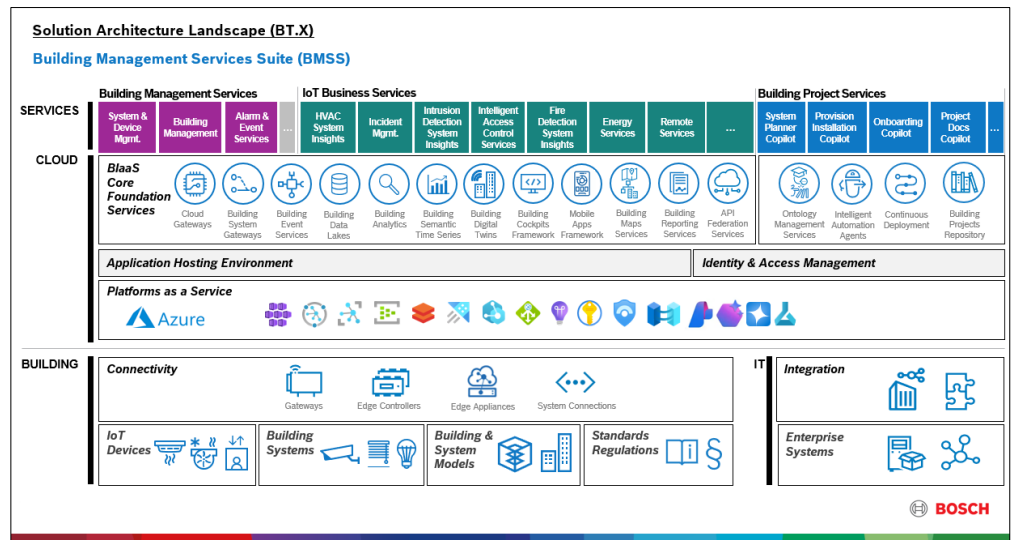 Solution Architecture Landscape (BT.X)
Building Management Services Suite (BMSS)
Building Management Services
IoT Business Services
Building Project Services
SERVICES
System &
Device
Mgmt.
Building
Management
Alarm &
Event
Services
...
HVAC
System
Insights
Incident
Mgmt.
Intrusion
Detection
System
Insights
Intelligent
Access
Control
Services
Fire
Detection
System
Insights
Energy
Services
Remote
Services
...
System
Planner
Copilot
Provision
Installation
Copilot
Onboarding
Copilot
Project
Docs
Copilot
...
CLOUD
BIaaS
Core
Foundation
Services
Cloud
Gateways
Building
System
Gateways
Building
Event
Services
Building
Data
Lakes
Building
Analytics
Building
Semantic
Time Series
Building
Digital
Twins
Building
Cockpits
Framework
Mobile
Apps
Framework
Building
Maps
Services
Building
Reporting
Services
API
Federation
Services
Ontology
Management
Services
Intelligent
Automation
Agents
Continuous
Deployment
Building
Projects
Repository
Application Hosting Environment
Identity & Access Management
Platforms as a Service
Azure
BUILDING
Connectivity
Gateways
Edge Controllers
Edge Appliances
System Connections
IT
Integration
IoT
Devices
Building
Systems
Building &
System
Models
Standards
Regulations
Enterprise
Systems
BOSCH